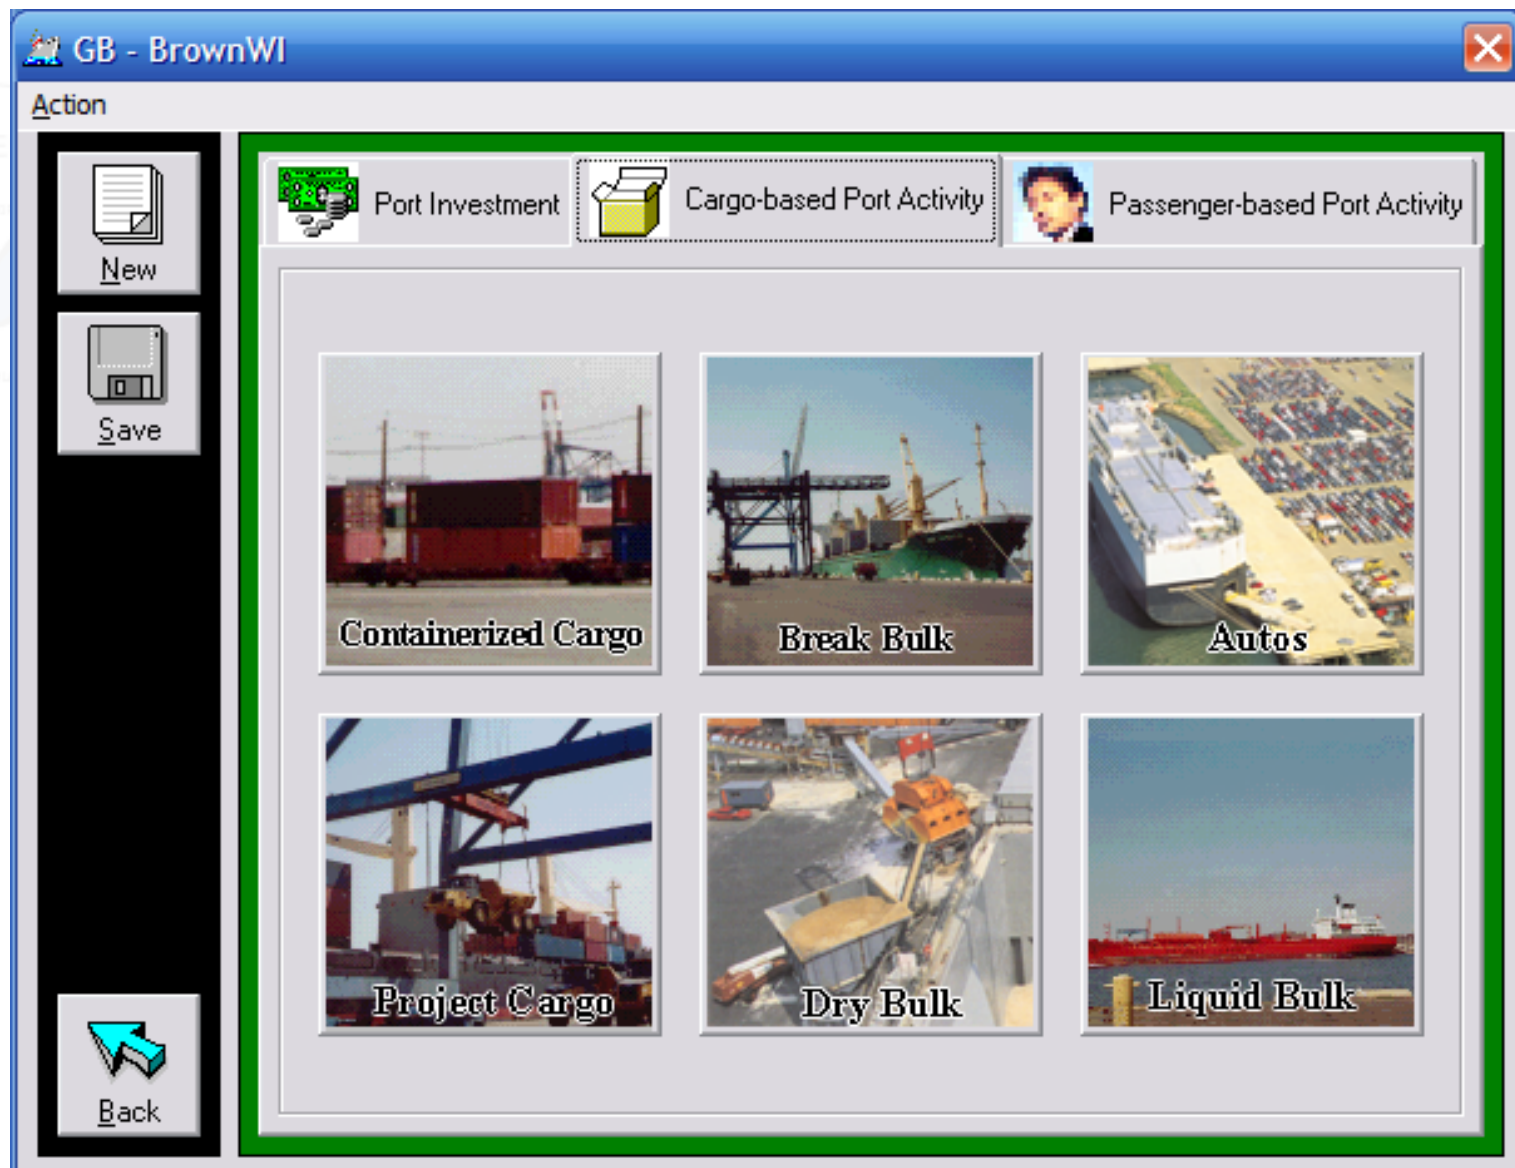 GB - BrownWI
Action
New
Save
Back
Port Investment
Cargo-based Port Activity
Passenger-based Port Activity
Containerized Cargo
Break Bulk
Autos
Project Cargo
Dry Bulk
Liquid Bulk